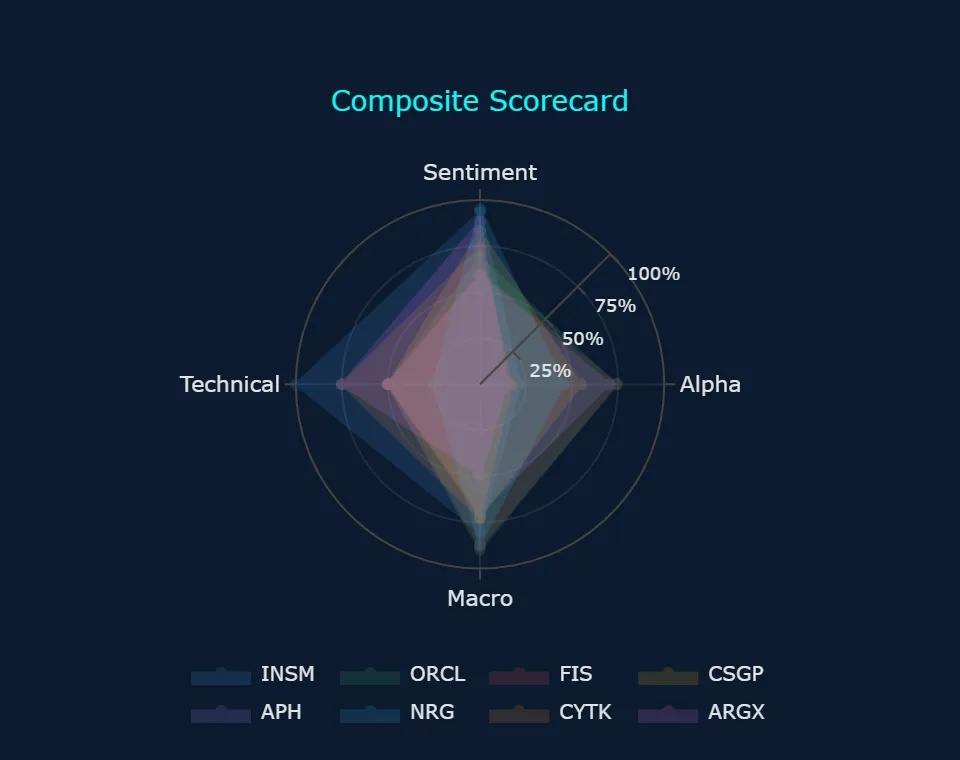 Composite Scorecard
Sentiment
100%
75%
50%
25%
Technical
Alpha
Macro
INSM ORCL FIS CSGP
APH NRG CYTK ARGX